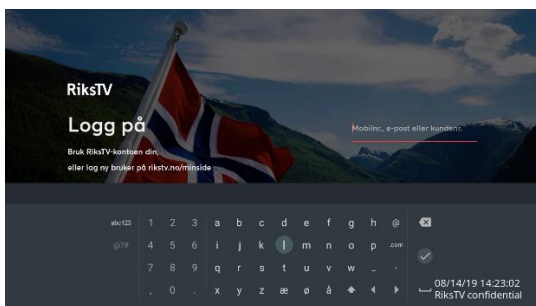 RiksTV
Logg på
Mobilnr., e-post eller kundenr.
Bruk RiksTV-kontoen din,
eller lag ny bruker på rikstv.no/minside
abc123 1 2 3 a b c d e f g h @
@?# 4 5 6 i j k l m n o p .com
7 8 9 q r s t u v w _ -
, 0 . x y z æ ø å
08/14/19 14:23:02
RiksTV confidential